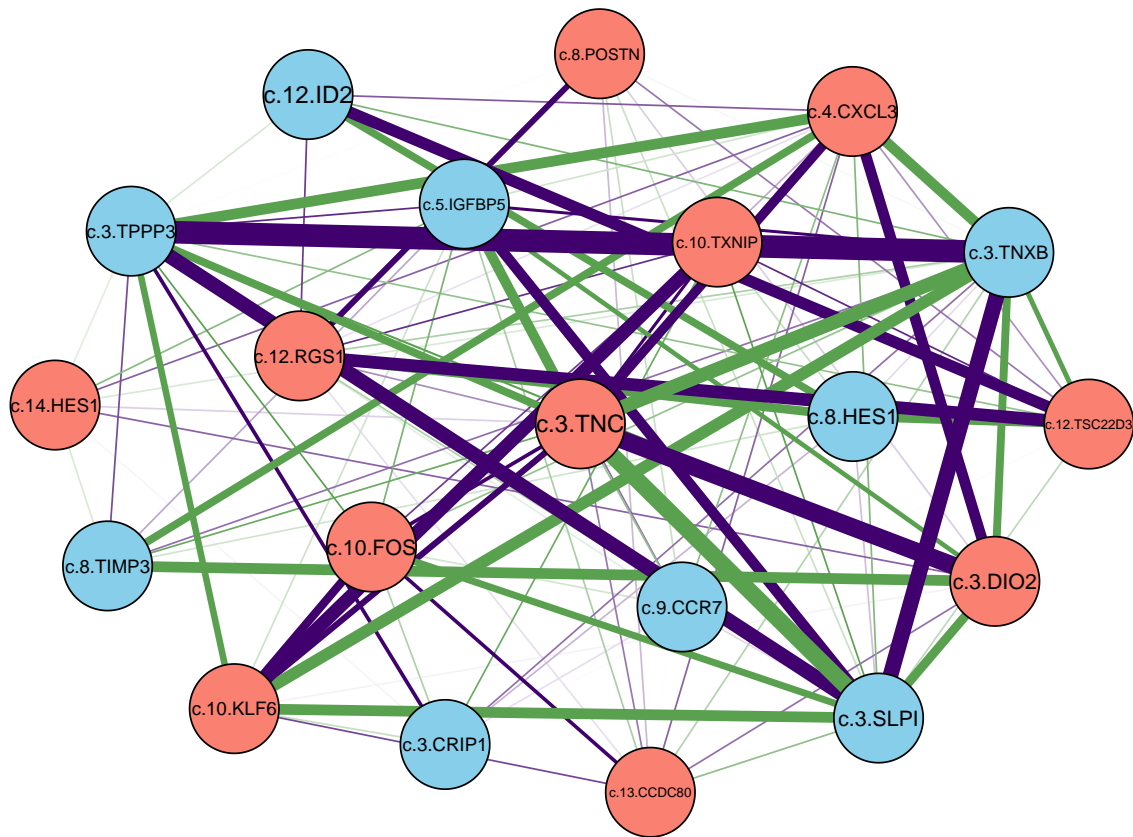 c.8.POSTN
c.12.ID2
c.4.CXCL3
c.5.IGFBP5
c.3.TPPP3
c.10.TXNIP
c.3.TNXB
c.12.RGS1
c.14.HES1
c.3.TNC
c.8.HES1
c.12.TSC22D3
c.10.FOS
c.8.TIMP3
c.3.DIO2
c.9.CCR7
c.10.KLF6
c.3.SLPI
c.3.CRIP1
c.13.CCDC80